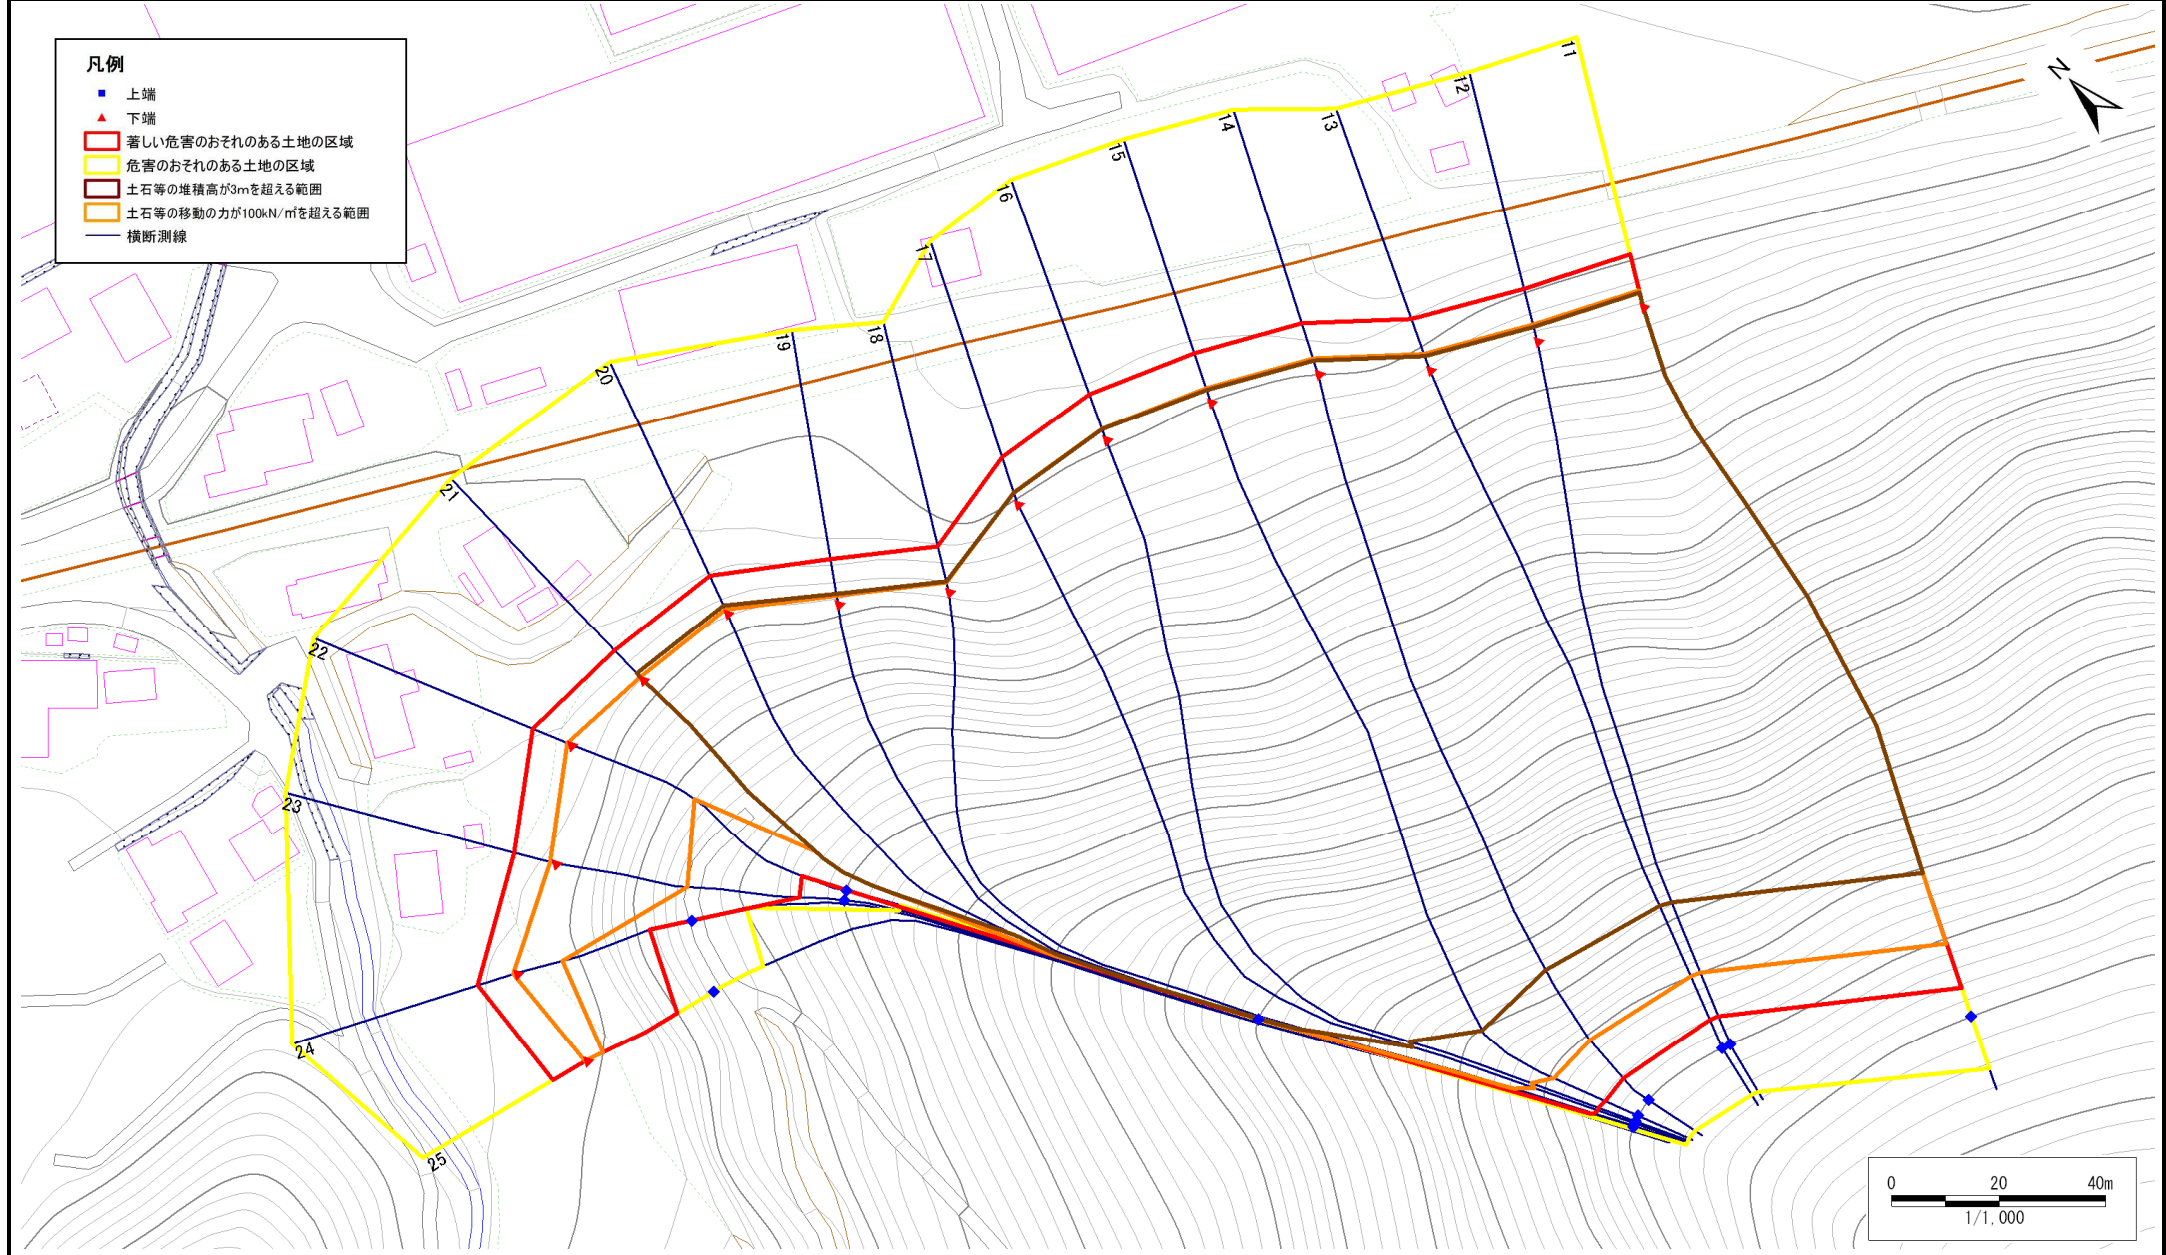 凡例
上端
下端
著しい危害のおそれのある土地の区域
危害のおそれのある土地の区域
土石等の堆積高が3mを超える範囲
土石等の移動の力が100kN/㎡を超える範囲
横断測線
N
11
12
13
14
15
16
17
18
19
20
21
22
23
24
25
0 20 40m
1/1,000